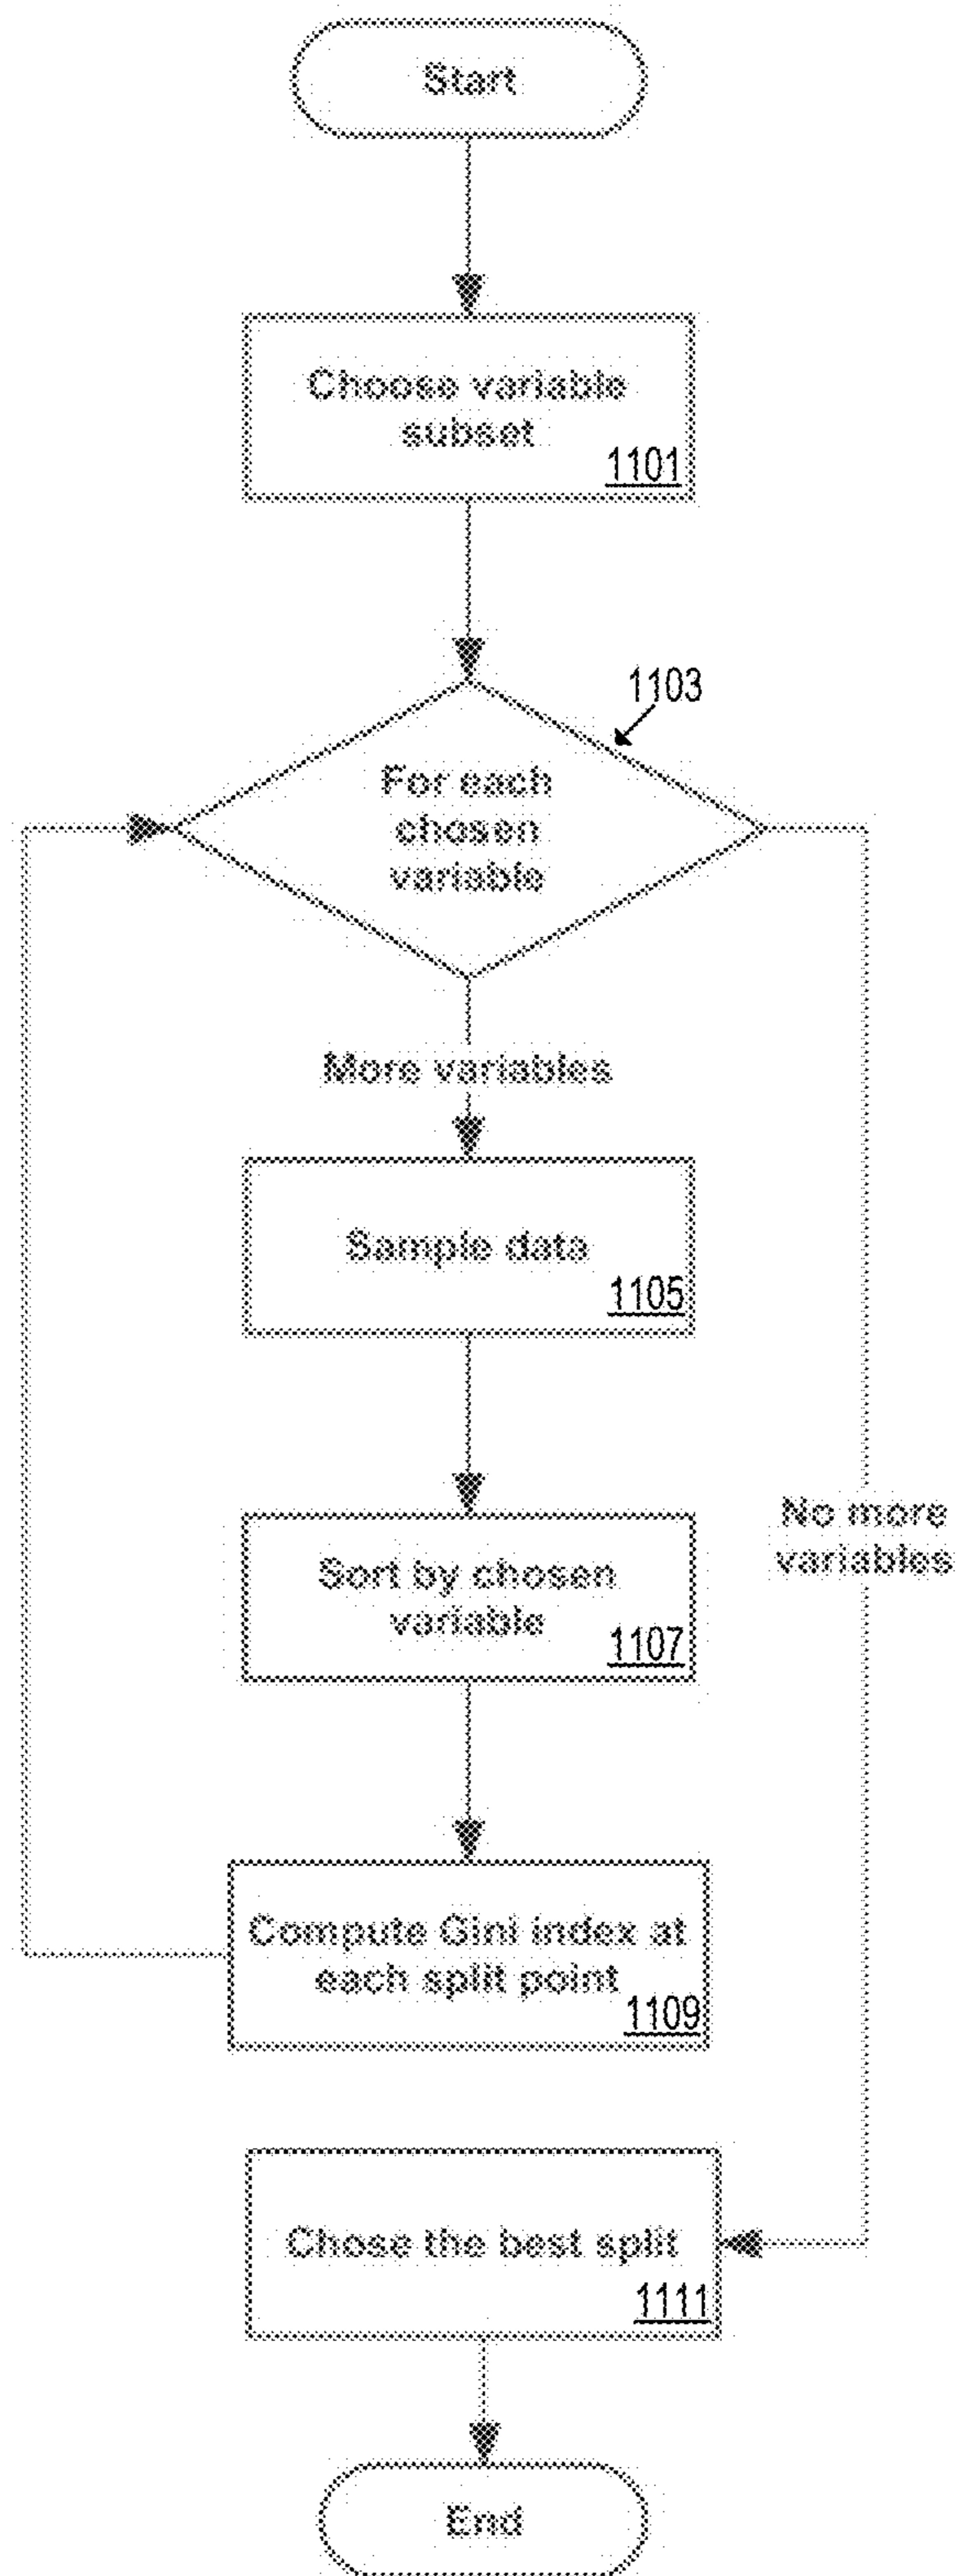 Start
Choose variable
subset
1101
1103
For each
chosen
variable
More variables
Sample data
1105
Sort by chosen
variable
1107
No more
variables
Compute Gini index at
each split point
1109
Chose the best split
1111
End